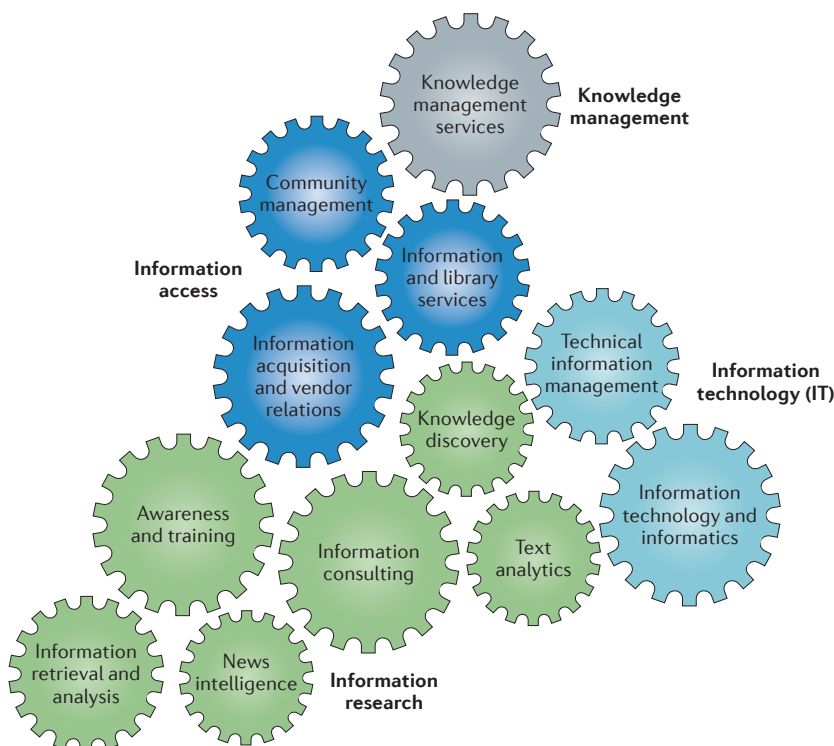 Knowledge
management
services
Knowledge
management
Community
management
Information
and library
services
Information
access
Information
acquisition
and vendor
relations
Technical
information
management
Information
technology (IT)
Knowledge
discovery
Awareness
and training
Information
consulting
Text
analytics
Information
technology and
informatics
Information
retrieval and
analysis
News
intelligence
Information
research